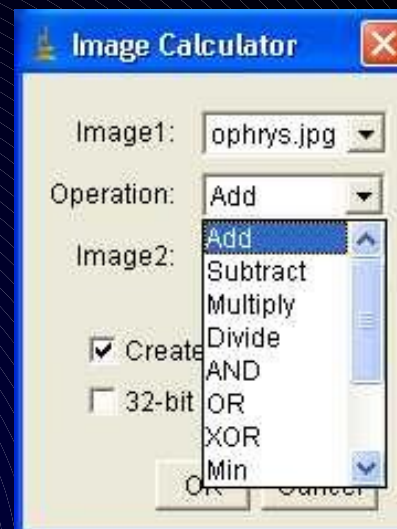 Image Calculator
Image1: ophrys.jpg
Operation: Add
Image2:
Add
Subtract
Multiply
Divide
AND
OR
XOR
Min
Create
32-bit